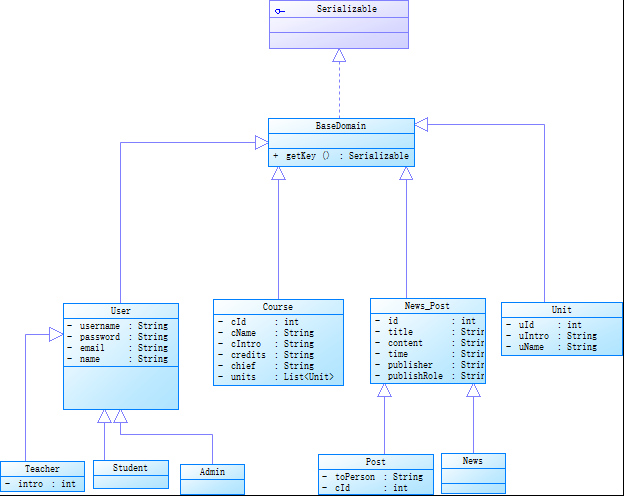 Serializable
BaseDomain
+ getKey () : Serializable
User
- username : String
- password : String
- email : String
- name : String
Course
- cId : int
- cName : String
- cIntro : String
- credits : String
- chief : String
- units : List<Unit>
News_Post
- id : int
- title : Strin
- content : Strin
- time : Strin
- publisher : Strin
- publishRole : Strin
Unit
- uId : int
- uIntro : String
- uName : String
Teacher
- intro : int
Student
Admin
Post
- toPerson : String
- cId : int
News